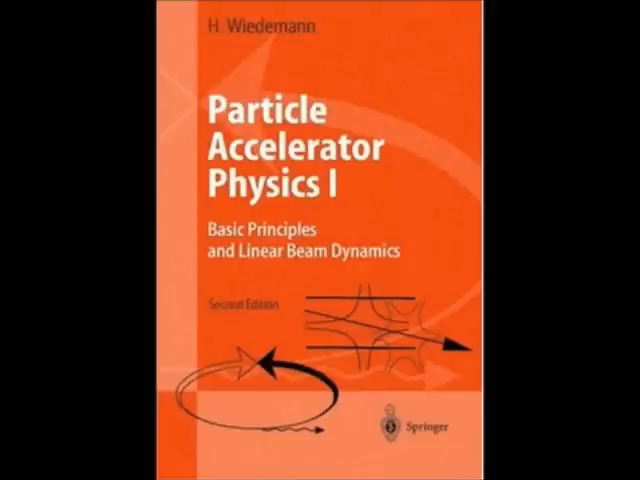 H. Wiedemann
Particle
Accelerator
Physics I
Basic Principles
and Linear Beam Dynamics
Second Edition
Springer